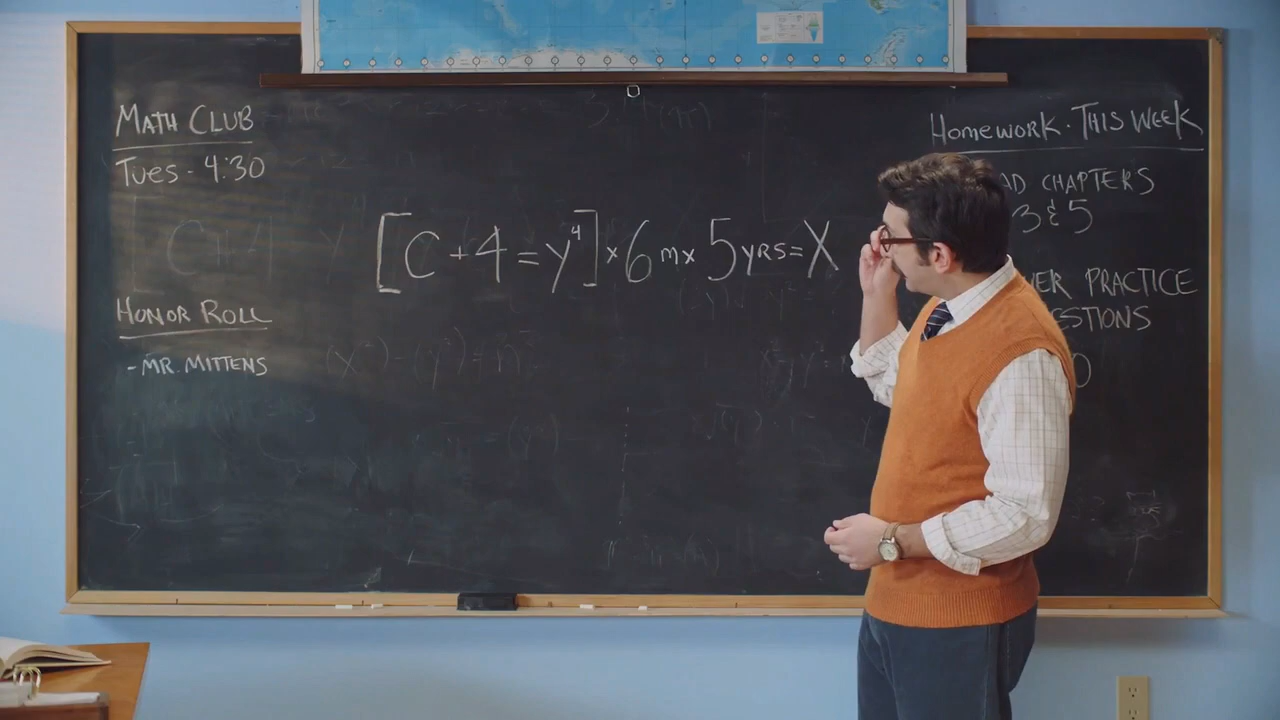 MATH CLUB
TUES - 4:30
[C + 4 = y⁴] × 6 m × 5 yrs = X
HONOR ROLL
- MR. MITTENS
HOMEWORK - THIS WEEK
CHAPTERS
3 & 5
PRACTICE